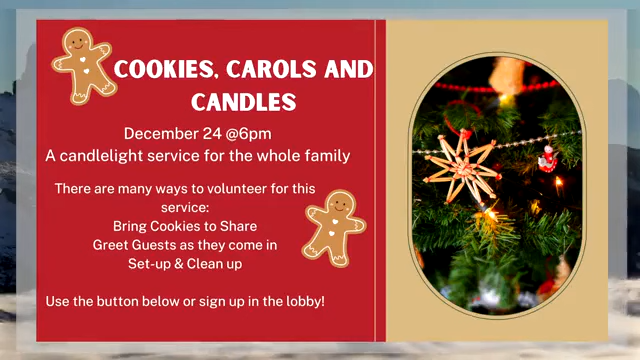 COOKIES, CAROLS AND
CANDLES
December 24 @6pm
A candlelight service for the whole family
There are many ways to volunteer for this
service:
Bring Cookies to Share
Greet Guests as they come in
Set-up & Clean up
Use the button below or sign up in the lobby!